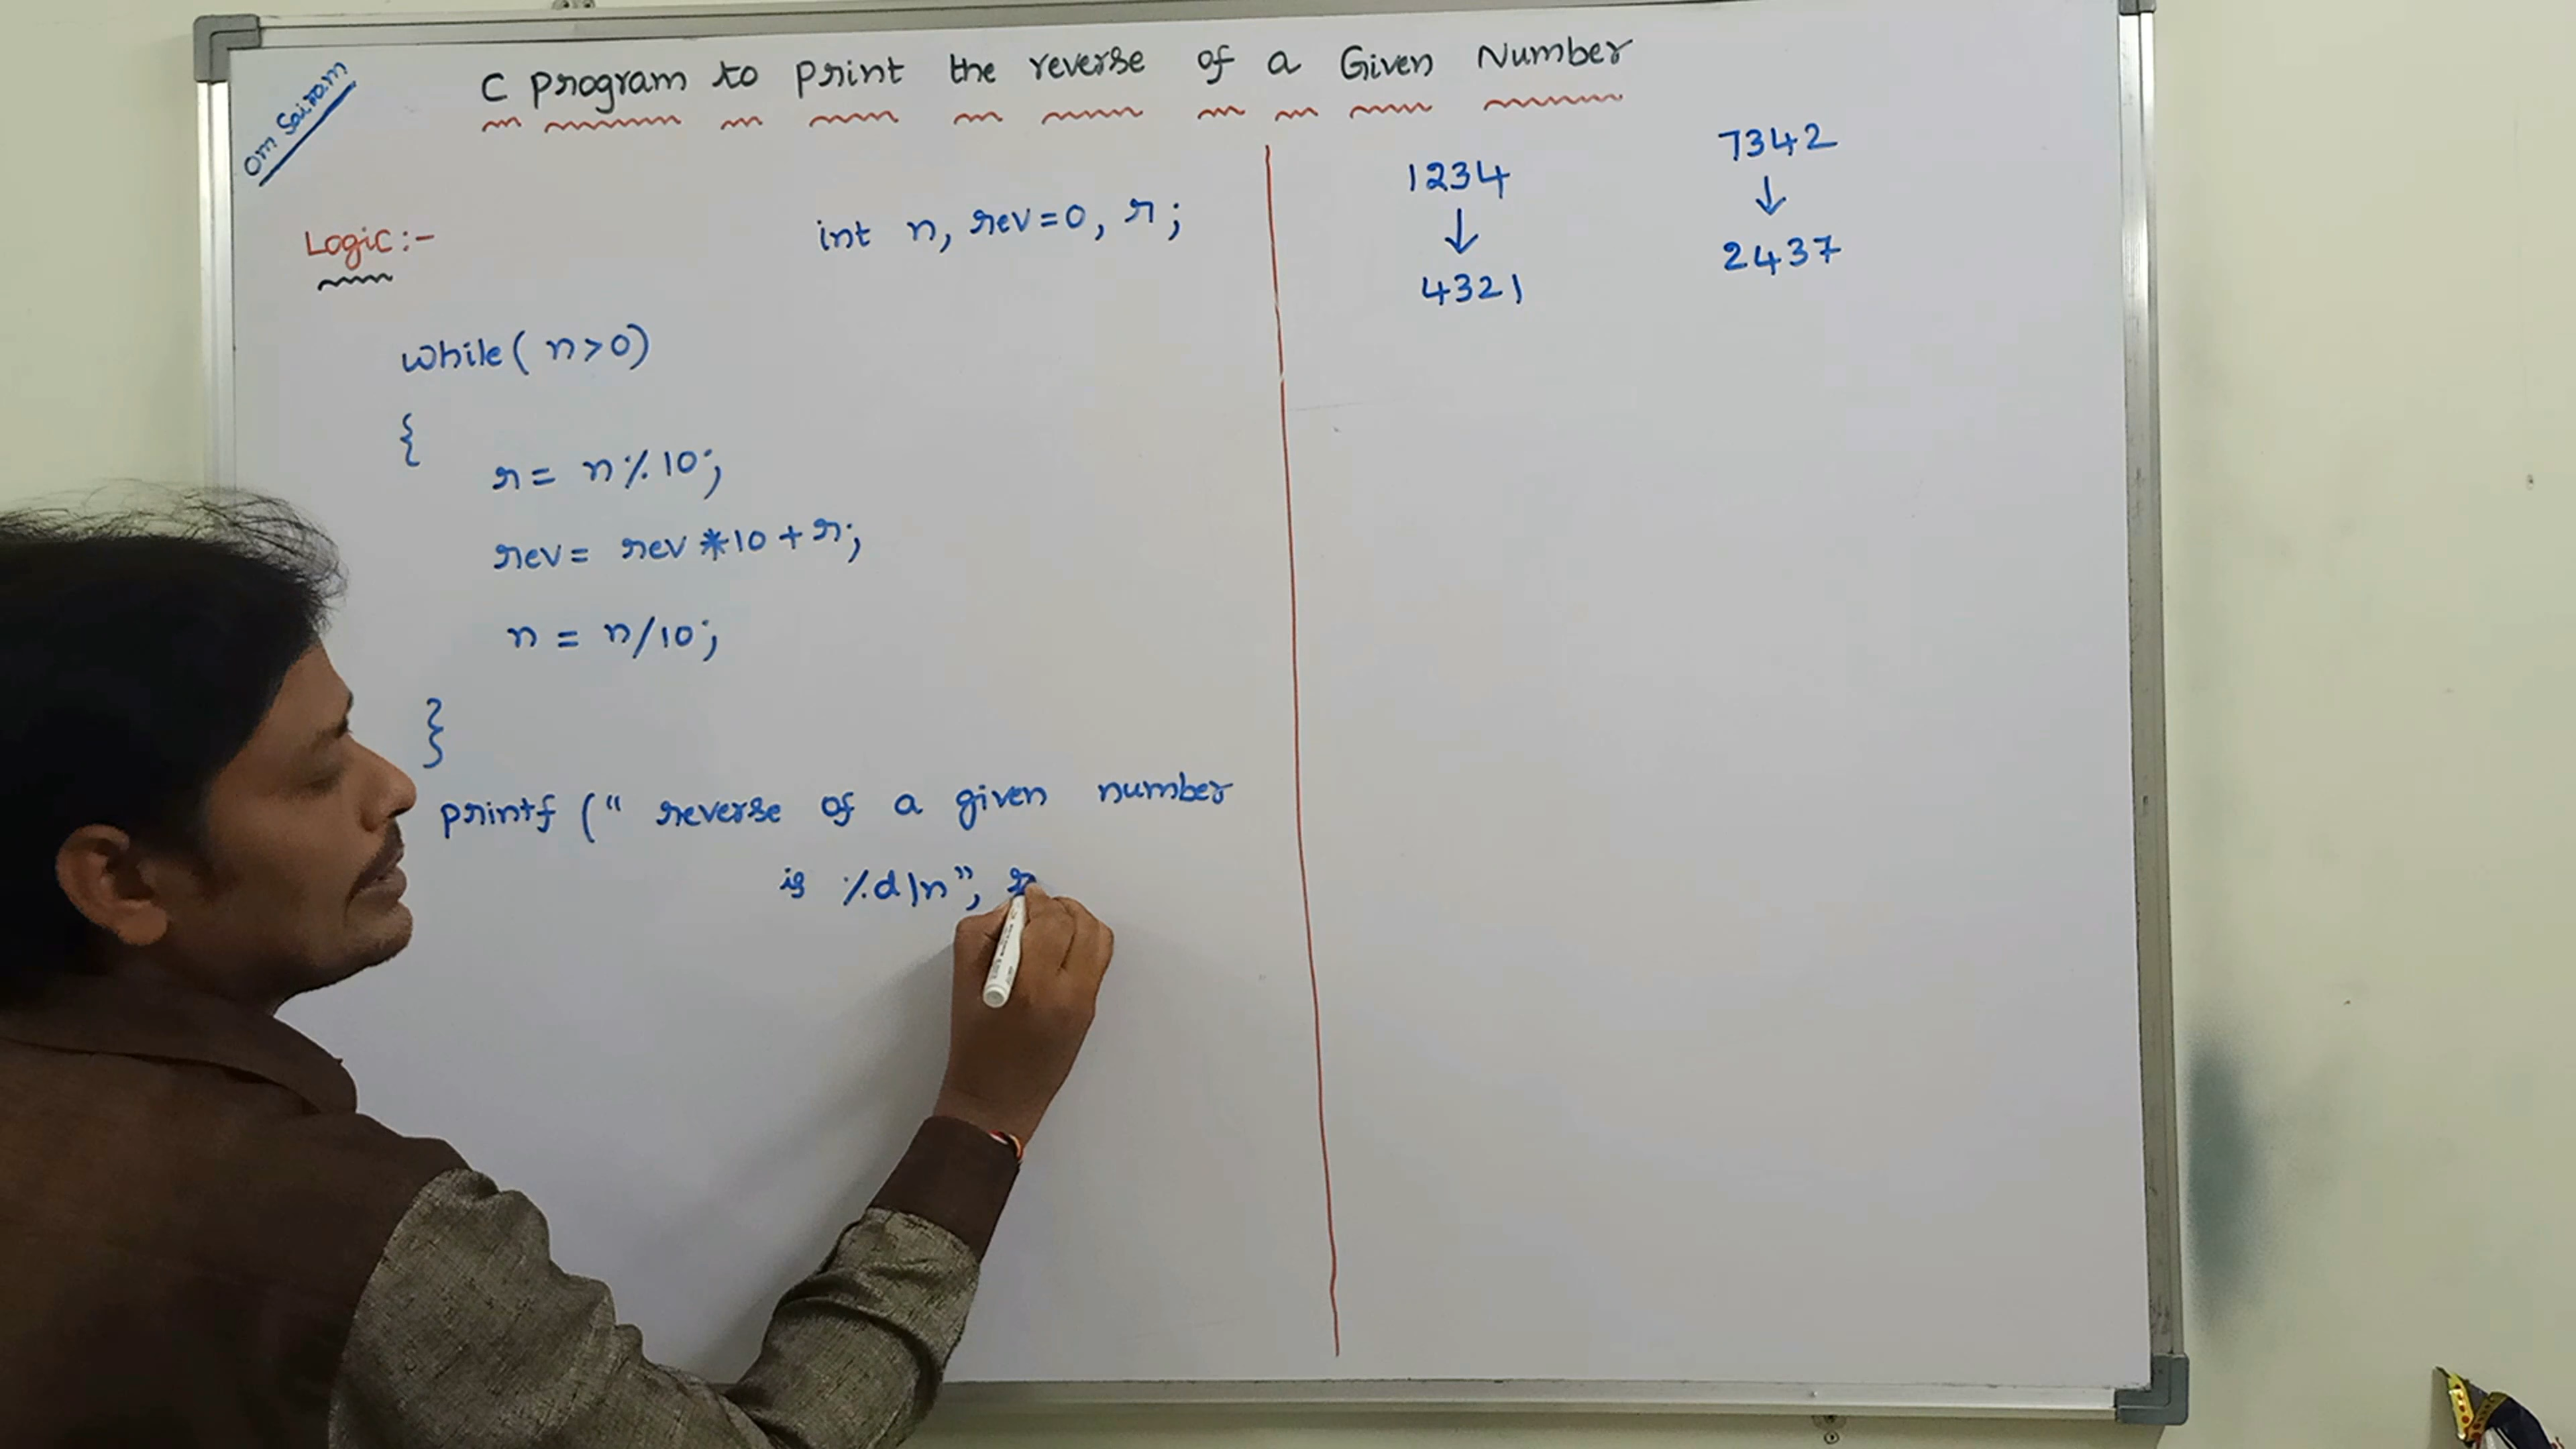 Om Sairam
C program to print the reverse of a Given Number
Logic:-
int n, rev=0, r;
while( n>0)
{
r= n%10;
rev= rev*10+r;
n = n/10;
}
printf (" reverse of a given number
is %d\n", r
1234
↓
4321
7342
↓
2437